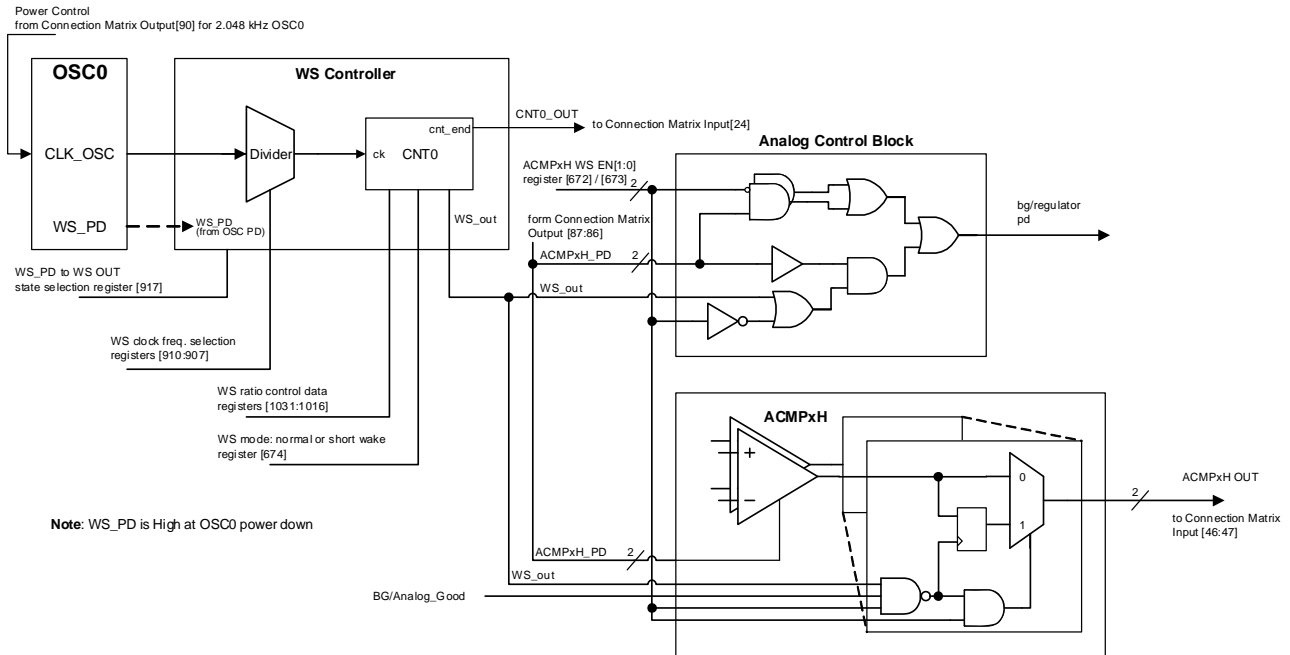 Power Control
from Connection Matrix Output[90] for 2.048 kHz OSC0
OSC0
WS Controller
CLK_OSC
Divider
cnt_end
ck
CNT0
CNT0_OUT
to Connection Matrix Input[24]
WS_PD
WS_PD
(from OSC PD)
WS_out
WS_PD to WS OUT
state selection register [917]
WS clock freq. selection
registers [910:907]
WS ratio control data
registers [1031:1016]
WS mode: normal or short wake
register [674]
Note: WS_PD is High at OSC0 power down
Analog Control Block
ACMPxH WS EN[1:0]
register [672] / [673]
2
form Connection Matrix
Output [87:86]
ACMPxH_PD
2
WS_out
bg/regulator
pd
ACMPxH
+
−
0
1
2
ACMPxH OUT
to Connection Matrix
Input [46:47]
ACMPxH_PD
2
WS_out
BG/Analog_Good